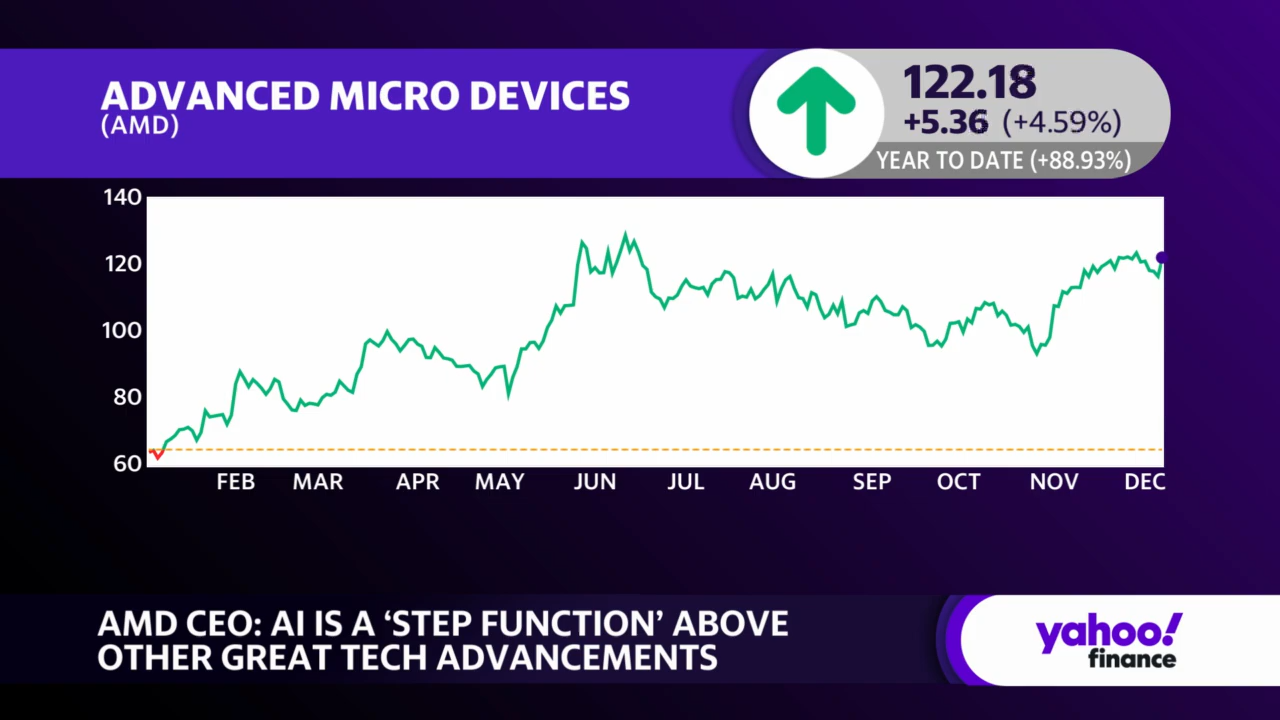 ADVANCED MICRO DEVICES
(AMD)
122.18
+5.36 (+4.59%)
YEAR TO DATE (+88.93%)
140
120
100
80
60
FEB MAR APR MAY JUN JUL AUG SEP OCT NOV DEC
AMD CEO: AI IS A ‘STEP FUNCTION’ ABOVE
OTHER GREAT TECH ADVANCEMENTS
yahoo!
finance